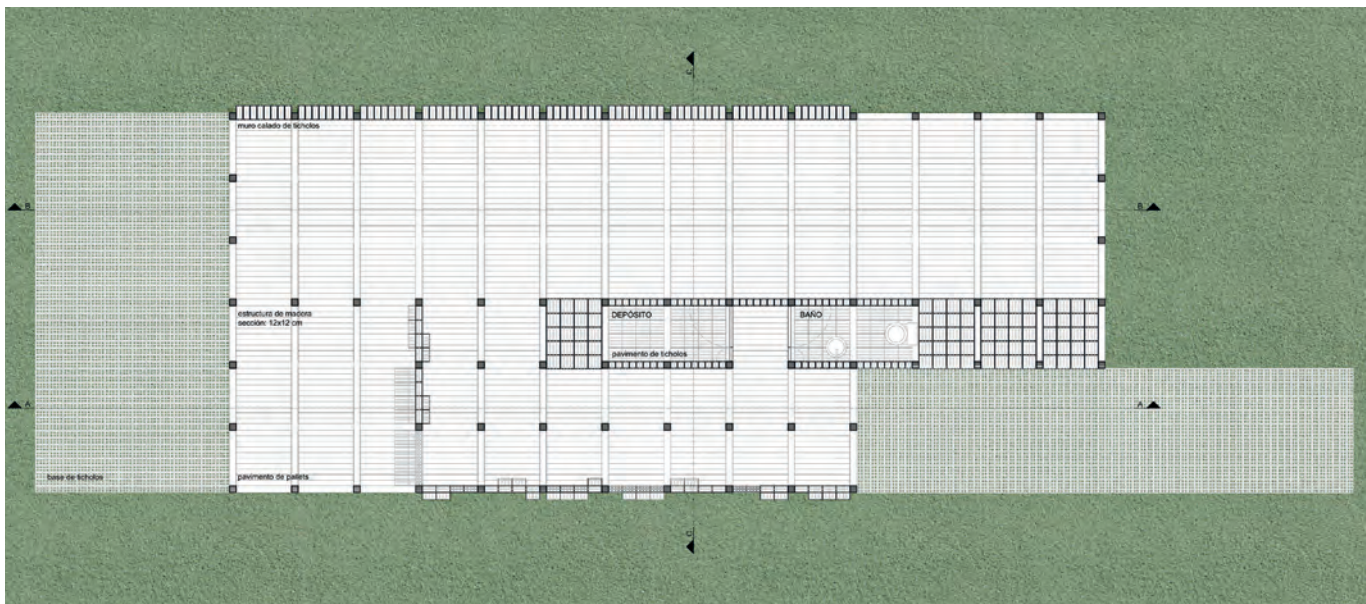 C
muro calado de ticholos
B
B
estructura de madera
sección: 12x12 cm
DEPÓSITO
BAÑO
pavimento de ticholos
A
A
base de ticholos
pavimento de pallets
C